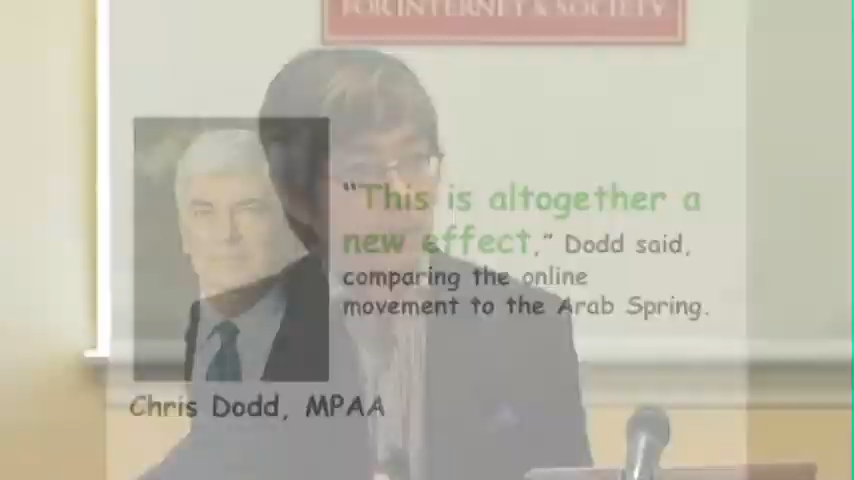 FOR INTERNET & SOCIETY
“This is altogether a
new effect,” Dodd said,
comparing the online
movement to the Arab Spring.
Chris Dodd, MPAA